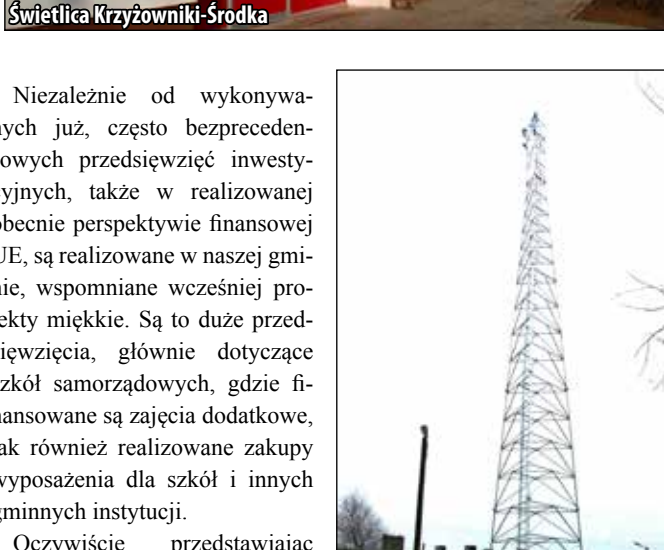 Świetlica Krzyżowniki-Środka
Niezależnie od wykonywa-
nych już, często bezpreceden-
owych przedsięwzięć inwesty-
yjnych, także w realizowanej
obecnie perspektywie finansowej
UE, są realizowane w naszej gmi-
nie, wspomniane wcześniej pro-
ekty miękkie. Są to duże przed-
ięwzięcia, głównie dotyczące
zkół samorządowych, gdzie fi-
nansowane są zajęcia dodatkowe,
ak również realizowane zakupy
wyposażenia dla szkół i innych
gminnych instytucji.
Oczywiście przedstawiając